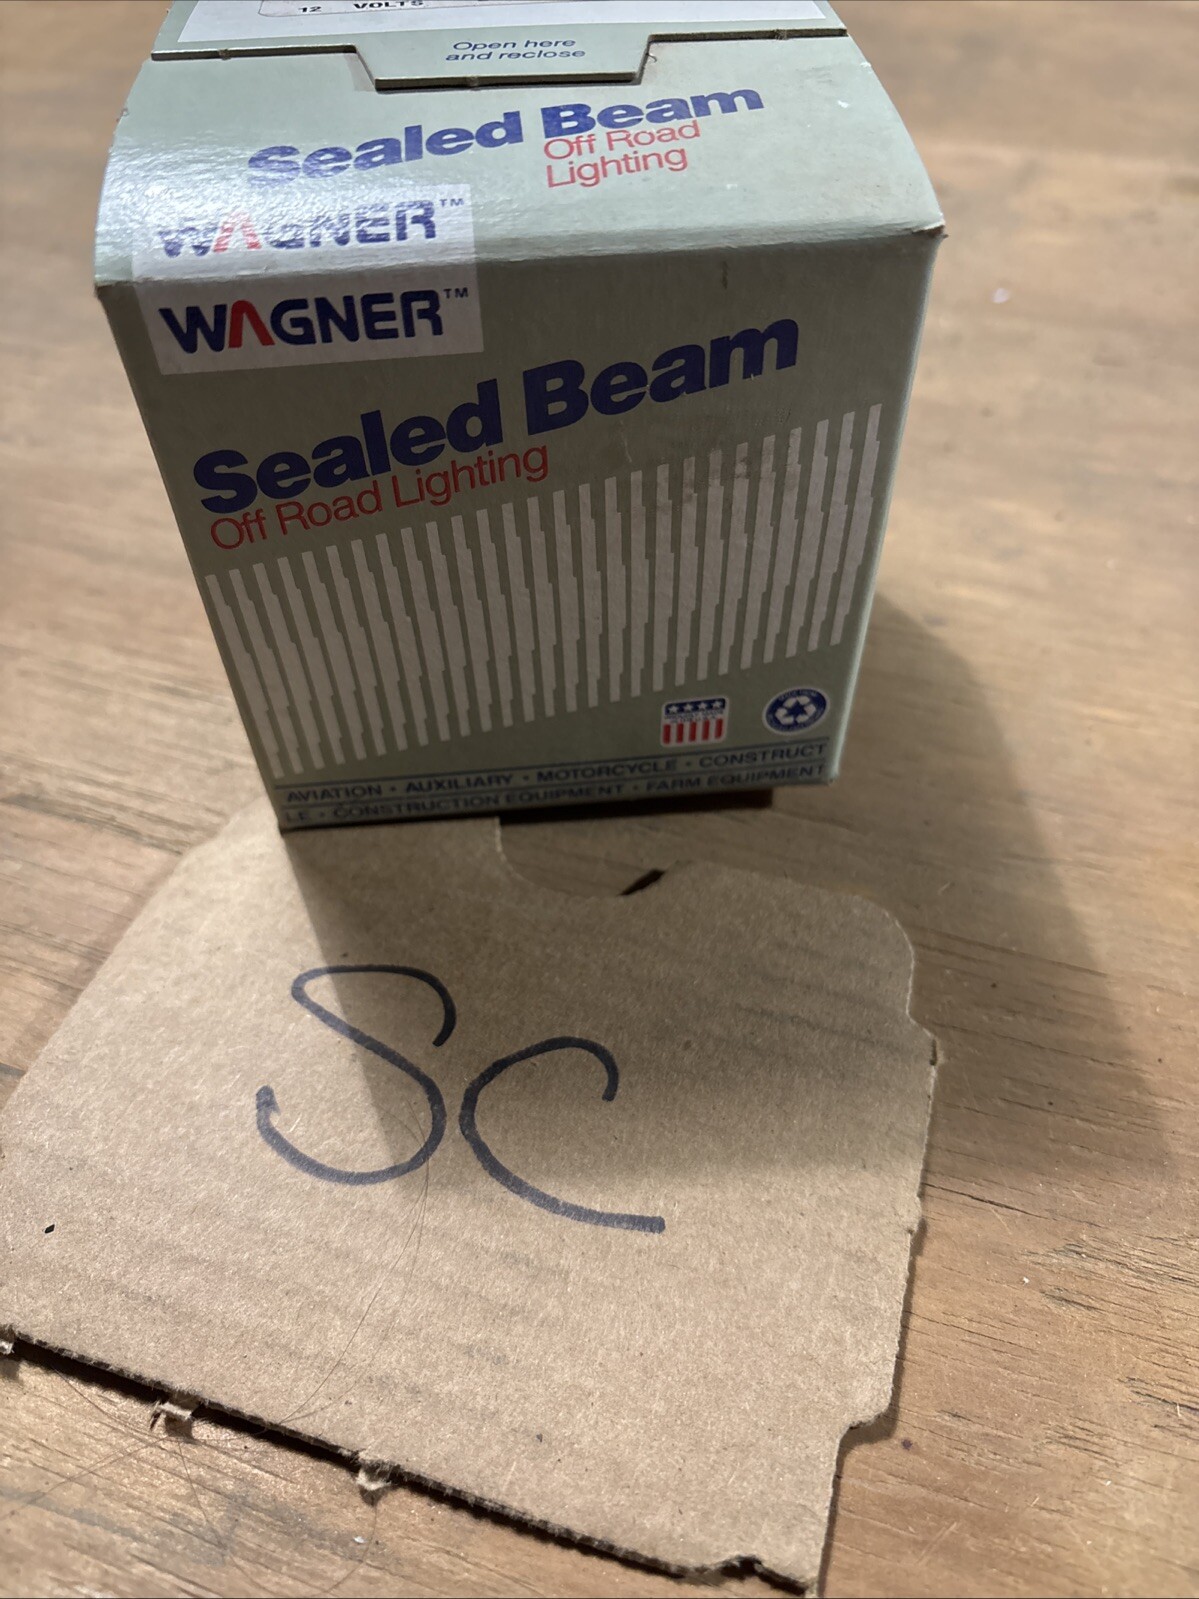 12 VOLTS
Open here
and reclose
Sealed Beam
Off Road
Lighting
WAGNER™
WAGNER™
Sealed Beam
Off Road Lighting
AVIATION • AUXILIARY • MOTORCYCLE • CONSTRUCT
LE • CONSTRUCTION EQUIPMENT • FARM EQUIPMENT
SC